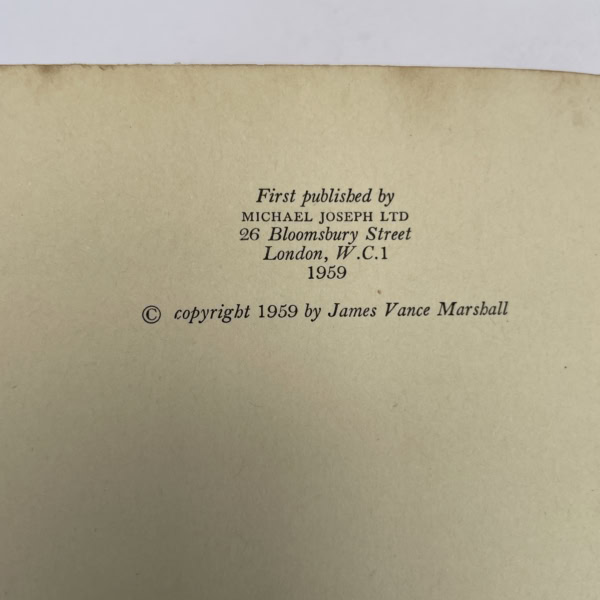 First published by
MICHAEL JOSEPH LTD
26 Bloomsbury Street
London, W.C.1
1959
© copyright 1959 by James Vance Marshall